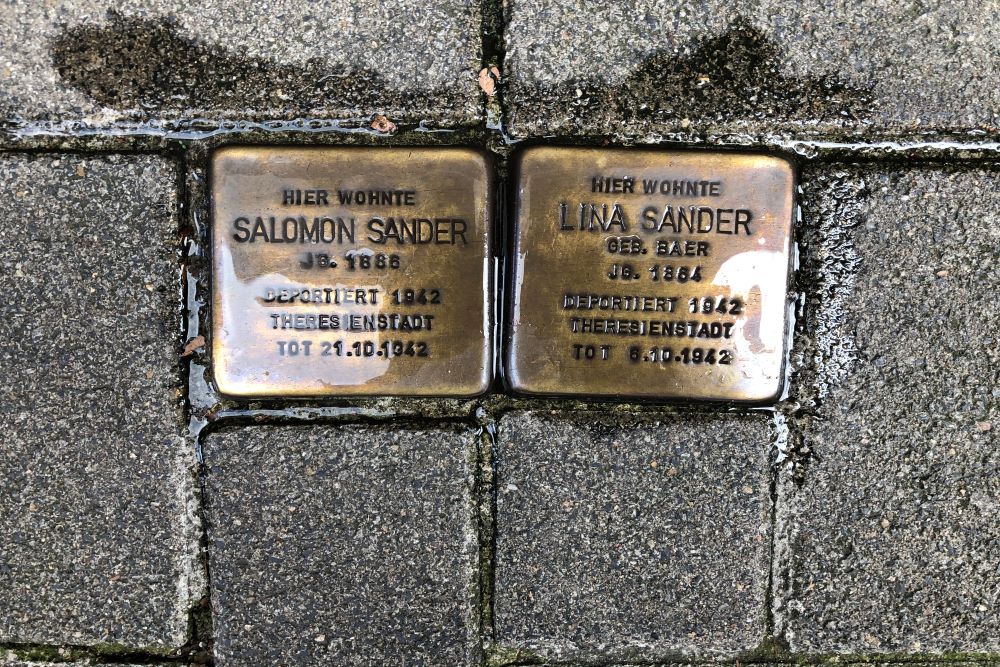 HIER WOHNTE
SALOMON SANDER
JG. 1866
DEPORTIERT 1942
THERESIENSTADT
TOT 21.10.1942
HIER WOHNTE
LINA SANDER
GEB. BAER
JG. 1864
DEPORTIERT 1942
THERESIENSTADT
TOT 6.10.1942